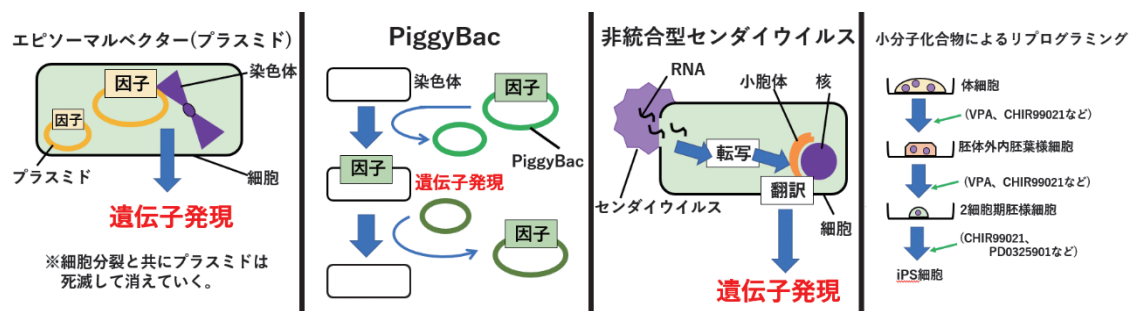 エピソーマルベクター(プラスミド)
因子
染色体
因子
プラスミド
細胞
遺伝子発現
※細胞分裂と共にプラスミドは
死滅して消えていく。
PiggyBac
染色体
因子
PiggyBac
因子
遺伝子発現
因子
非統合型センダイウイルス
RNA
小胞体
核
転写
翻訳
センダイウイルス
細胞
遺伝子発現
小分子化合物によるリプログラミング
体細胞
(VPA、CHIR99021など)
胚体外内胚葉様細胞
(VPA、CHIR99021など)
2細胞期胚様細胞
(CHIR99021、
PD0325901など)
iPS細胞